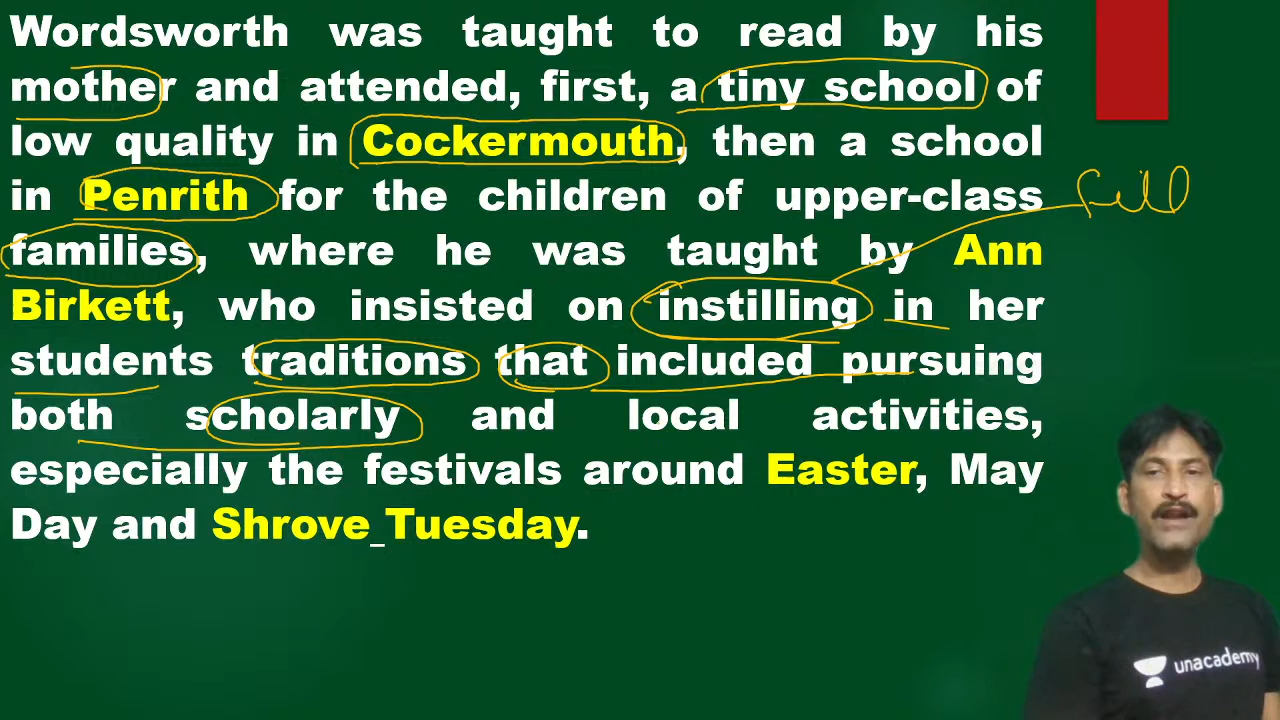 Wordsworth was taught to read by his
mother and attended, first, a tiny school of
low quality in Cockermouth, then a school
in Penrith for the children of upper-class
fill
families, where he was taught by Ann
Birkett, who insisted on instilling in her
students traditions that included pursuing
both scholarly and local activities,
especially the festivals around Easter, May
Day and Shrove_Tuesday.
unacademy